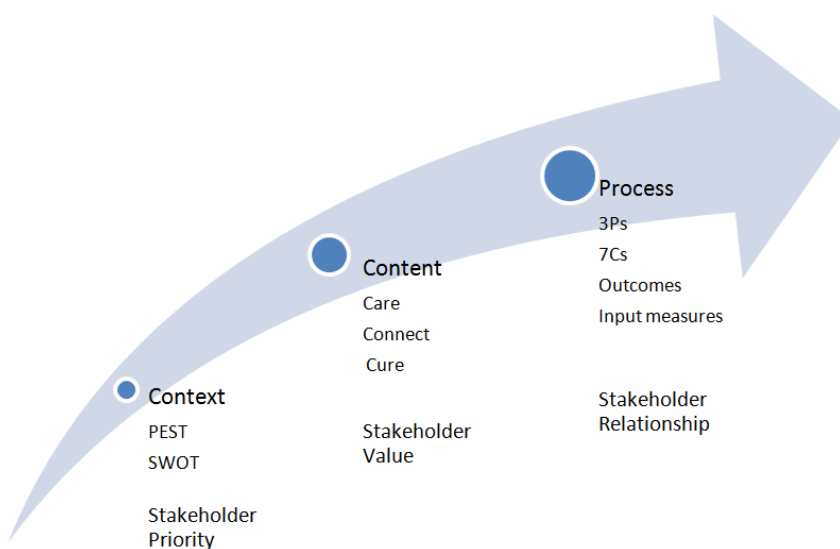 Context
PEST
SWOT
Stakeholder
Priority
Content
Care
Connect
Cure
Stakeholder
Value
Process
3Ps
7Cs
Outcomes
Input measures
Stakeholder
Relationship